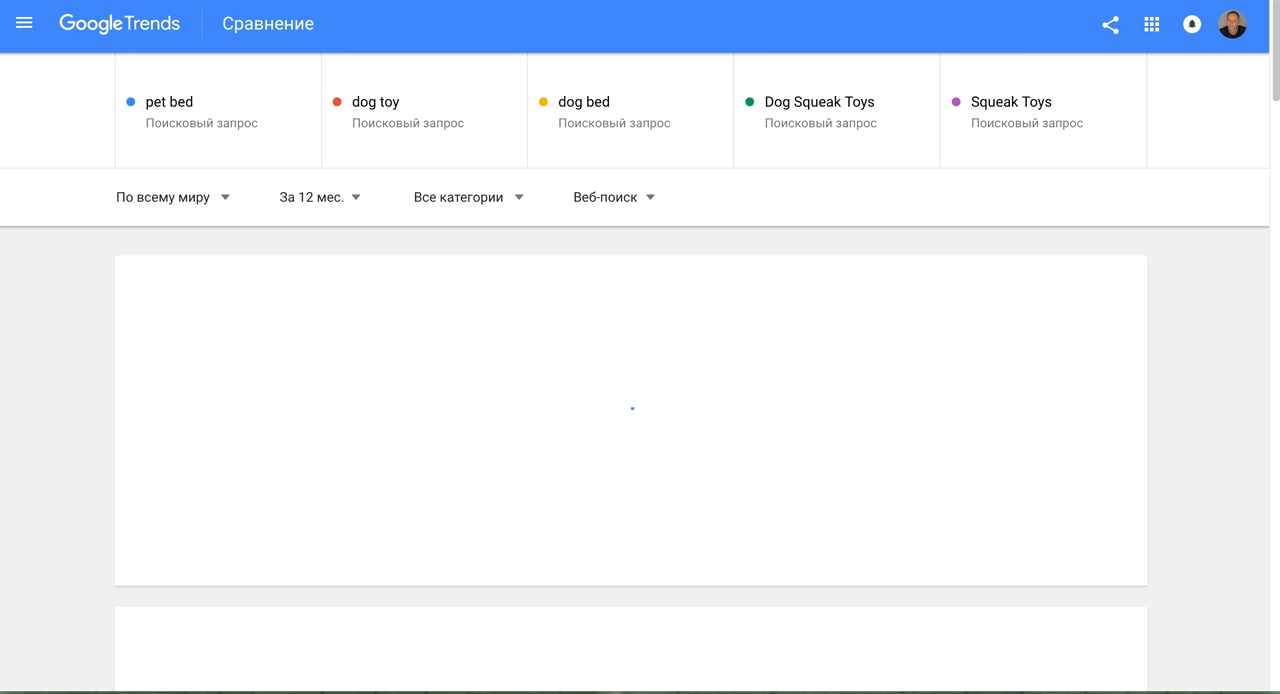 Google Trends Сравнение
pet bed
Поисковый запрос
dog toy
Поисковый запрос
dog bed
Поисковый запрос
Dog Squeak Toys
Поисковый запрос
Squeak Toys
Поисковый запрос
По всему миру За 12 мес. Все категории Веб-поиск